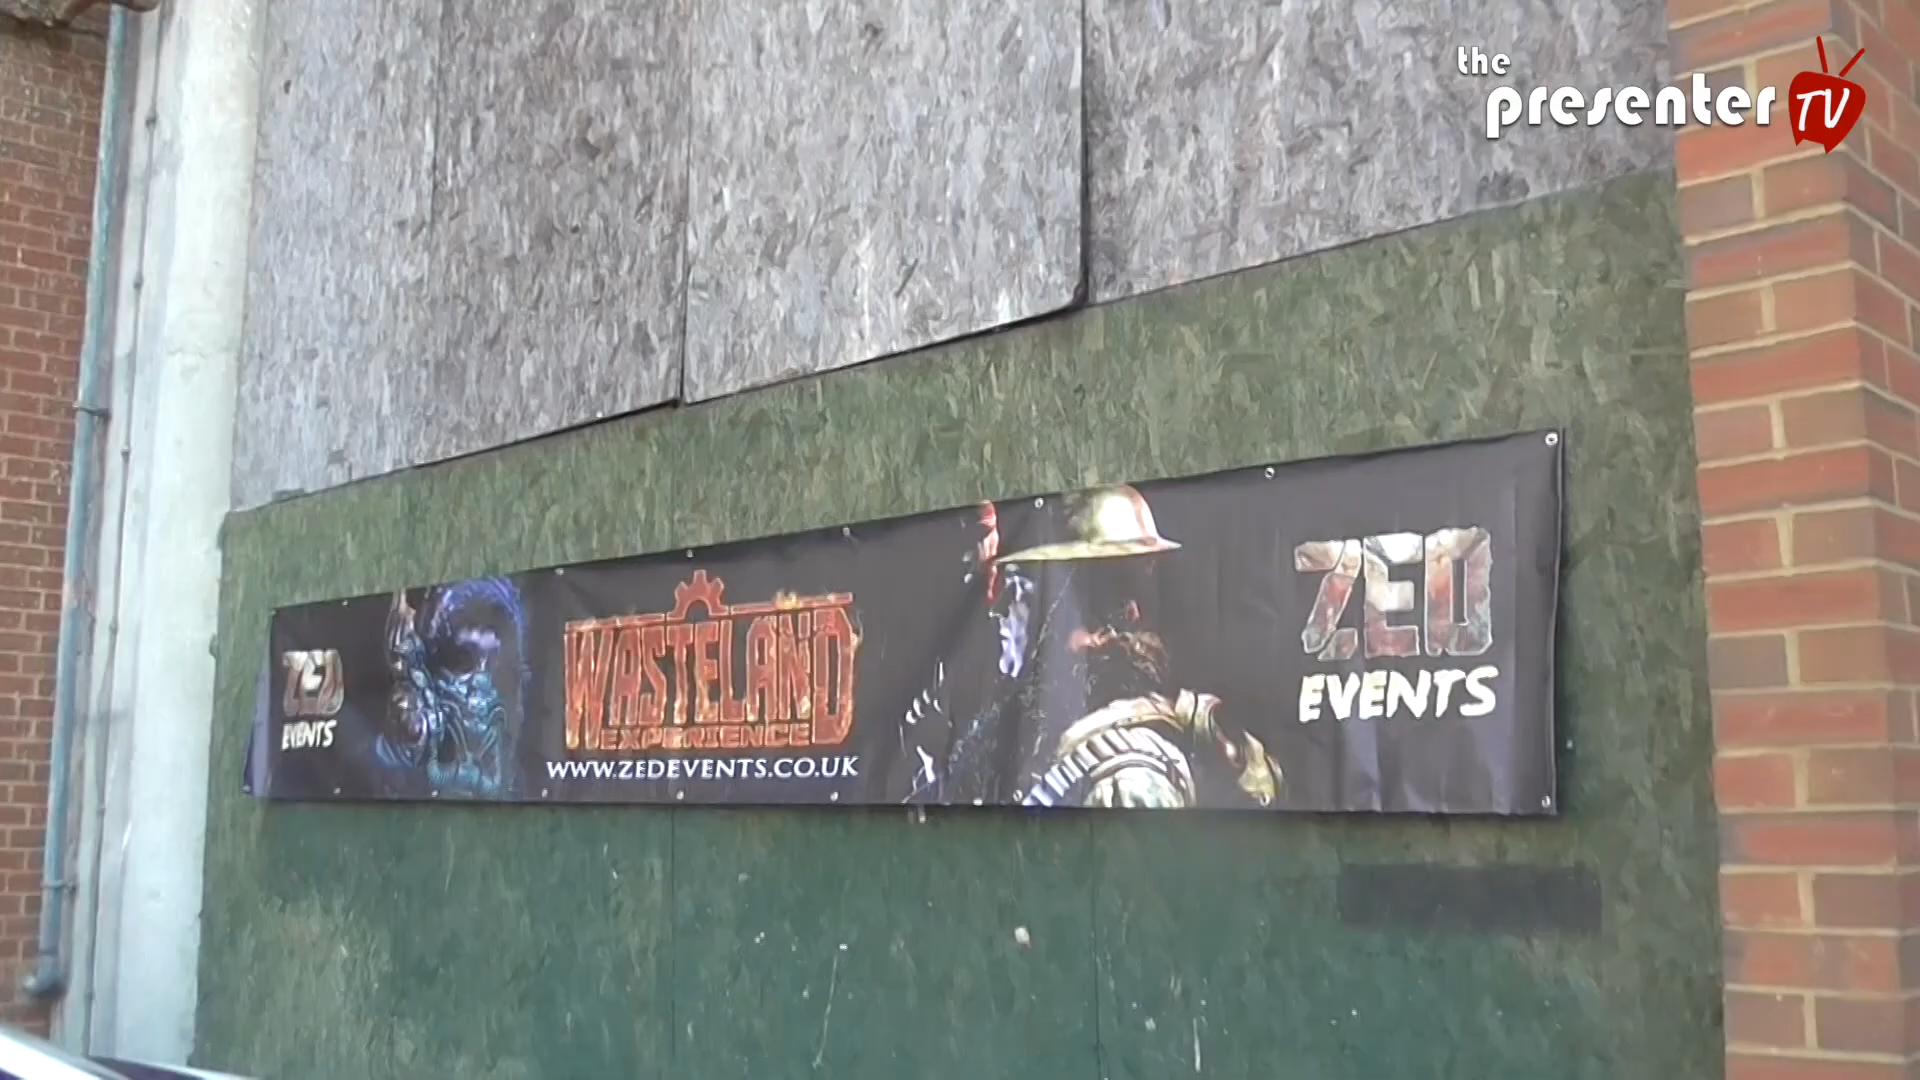 the
presenter TV
ZED
EVENTS
WASTELAND
EXPERIENCE
WWW.ZEDEVENTS.CO.UK
ZED
EVENTS